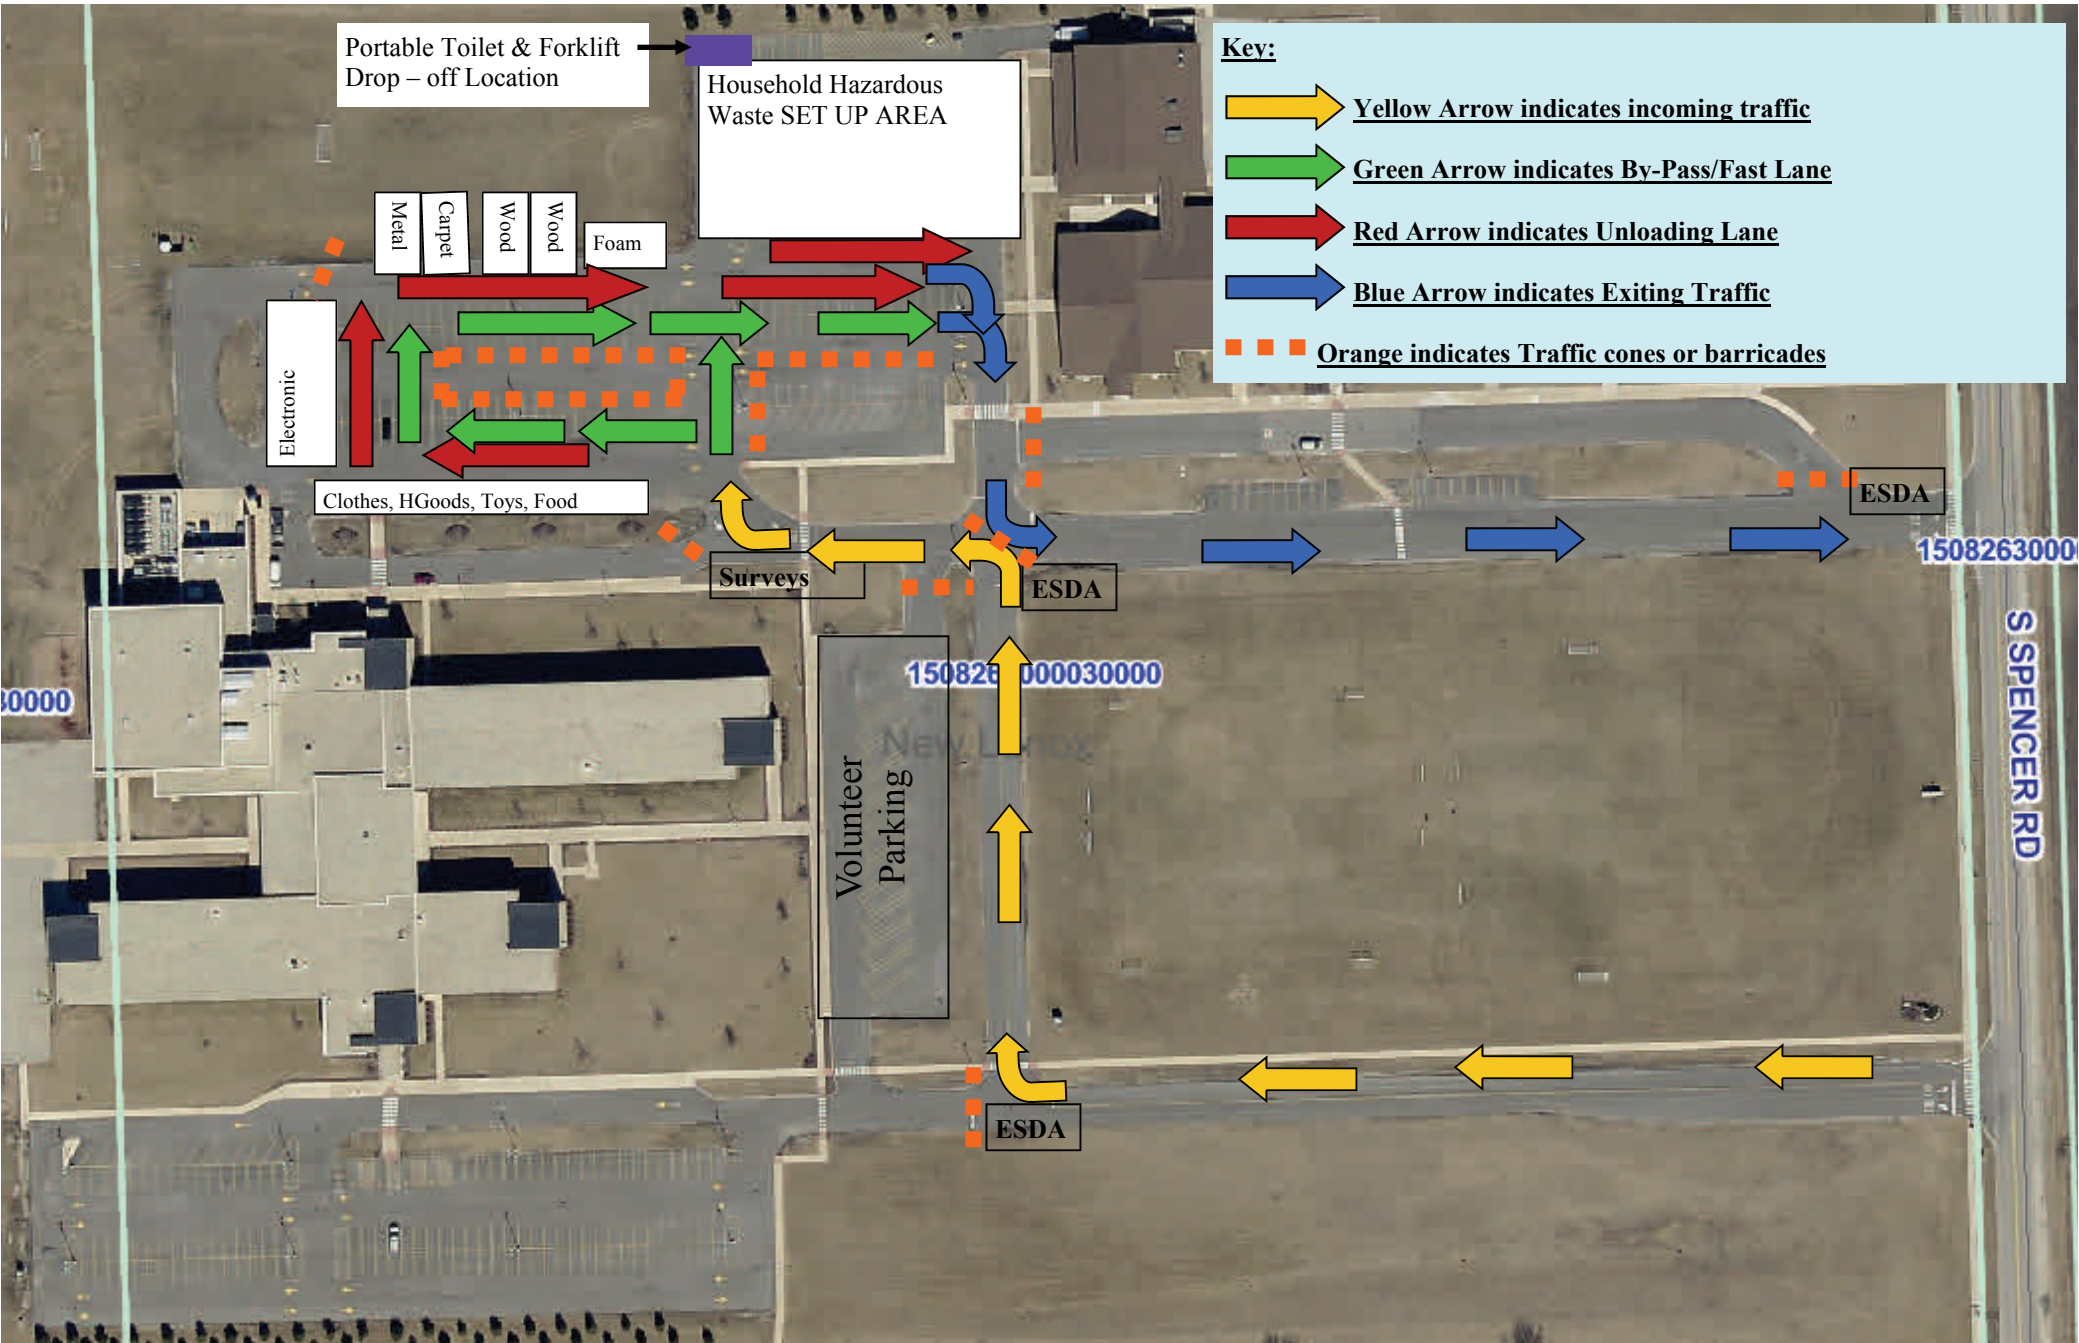 Portable Toilet & Forklift
Drop – off Location
Household Hazardous
Waste SET UP AREA
Key:
Yellow Arrow indicates incoming traffic
Green Arrow indicates By-Pass/Fast Lane
Red Arrow indicates Unloading Lane
Blue Arrow indicates Exiting Traffic
Orange indicates Traffic cones or barricades
Metal
Carpet
Wood
Wood
Foam
Electronic
Clothes, HGoods, Toys, Food
ESDA
Surveys
ESDA
15082630000
30000
000030000
New
S SPENCER RD
Volunteer
Parking
ESDA